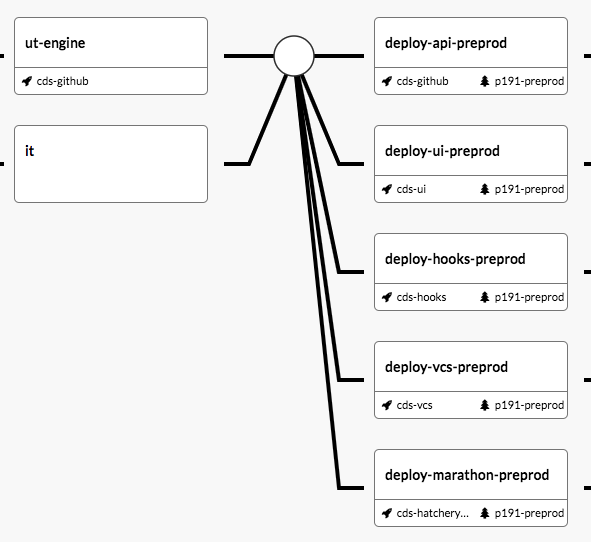 ut-engine
cds-github
it
deploy-api-preprod
cds-github p191-preprod
deploy-ui-preprod
cds-ui p191-preprod
deploy-hooks-preprod
cds-hooks p191-preprod
deploy-vcs-preprod
cds-vcs p191-preprod
deploy-marathon-preprod
cds-hatchery... p191-preprod